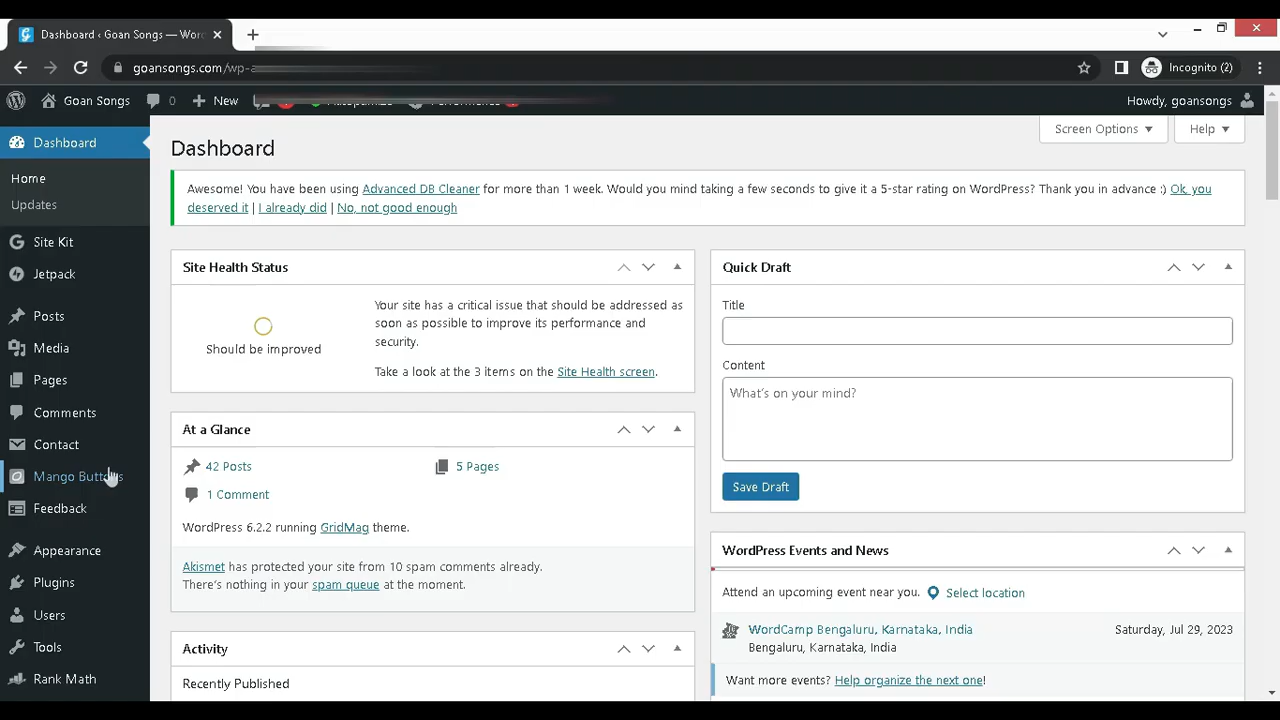 Dashboard ‹ Goan Songs — Wor
goansongs.com/wp-a
Incognito (2)
Goan Songs
0
New
Howdy, goansongs
Dashboard
Home
Updates
Site Kit
Jetpack
Posts
Media
Pages
Comments
Contact
Mango Buttons
Feedback
Appearance
Plugins
Users
Tools
Rank Math
Dashboard
Screen Options
Help
Awesome! You have been using Advanced DB Cleaner for more than 1 week. Would you mind taking a few seconds to give it a 5-star rating on WordPress? Thank you in advance :) Ok, you
deserved it | I already did | No, not good enough
Site Health Status
Should be improved
Your site has a critical issue that should be addressed as
soon as possible to improve its performance and
security.
Take a look at the 3 items on the Site Health screen.
At a Glance
42 Posts
5 Pages
1 Comment
WordPress 6.2.2 running GridMag theme.
Akismet has protected your site from 10 spam comments already.
There's nothing in your spam queue at the moment.
Activity
Recently Published
Quick Draft
Title
Content
What's on your mind?
Save Draft
WordPress Events and News
Attend an upcoming event near you.
Select location
WordCamp Bengaluru, Karnataka, India
Saturday, Jul 29, 2023
Bengaluru, Karnataka, India
Want more events? Help organize the next one!